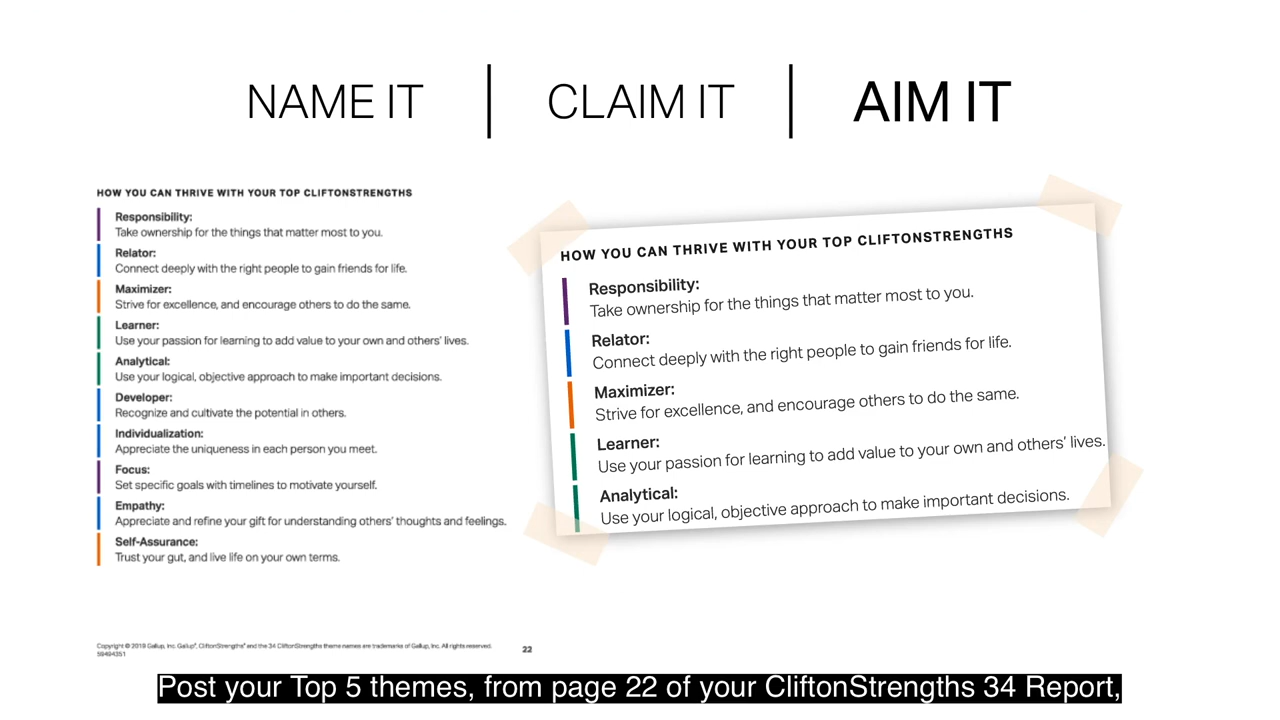 NAME IT | CLAIM IT | AIM IT
HOW YOU CAN THRIVE WITH YOUR TOP CLIFTONSTRENGTHS
Responsibility:
Take ownership for the things that matter most to you.
Relator:
Connect deeply with the right people to gain friends for life.
Maximizer:
Strive for excellence, and encourage others to do the same.
Learner:
Use your passion for learning to add value to your own and others' lives.
Analytical:
Use your logical, objective approach to make important decisions.
Developer:
Recognize and cultivate the potential in others.
Individualization:
Appreciate the uniqueness in each person you meet.
Focus:
Set specific goals with timelines to motivate yourself.
Empathy:
Appreciate and refine your gift for understanding others' thoughts and feelings.
Self-Assurance:
Trust your gut, and live life on your own terms.
HOW YOU CAN THRIVE WITH YOUR TOP CLIFTONSTRENGTHS
Responsibility:
Take ownership for the things that matter most to you.
Relator:
Connect deeply with the right people to gain friends for life.
Maximizer:
Strive for excellence, and encourage others to do the same.
Learner:
Use your passion for learning to add value to your own and others' lives.
Analytical:
Use your logical, objective approach to make important decisions.
Copyright © 2019 Gallup, Inc. Gallup®, CliftonStrengths® and the 34 CliftonStrengths theme names are trademarks of Gallup, Inc. All rights reserved.
59494351
22
Post your Top 5 themes, from page 22 of your CliftonStrengths 34 Report,